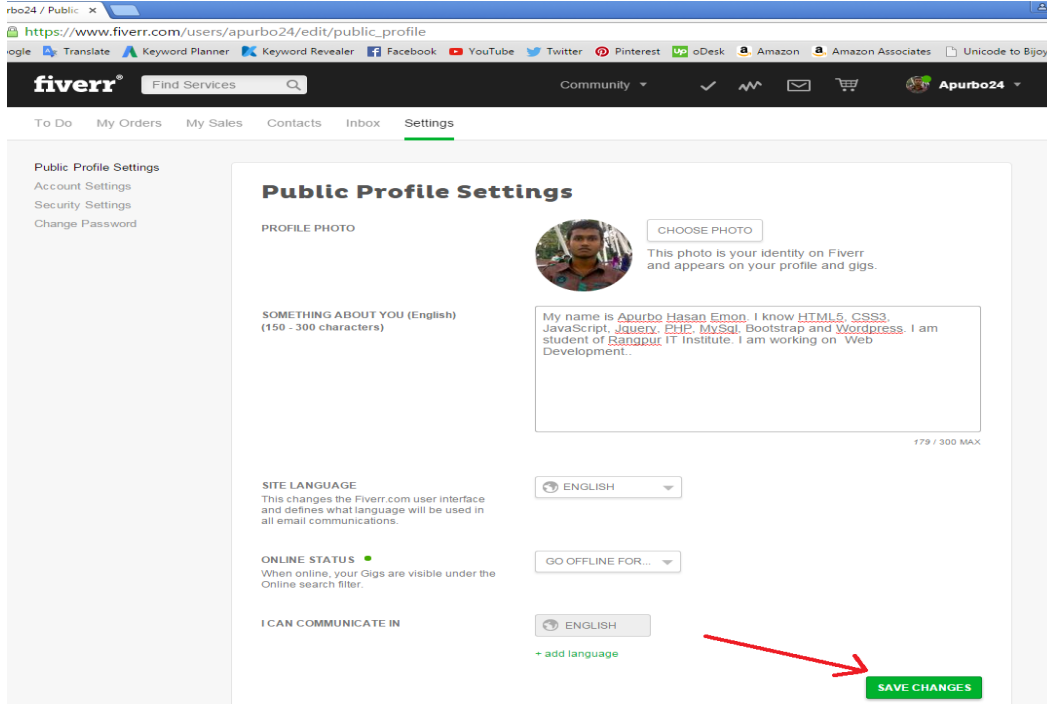 rbo24 / Public ×
https://www.fiverr.com/users/apurbo24/edit/public_profile
oogle Translate Keyword Planner Keyword Revealer Facebook YouTube Twitter Pinterest oDesk Amazon Amazon Associates Unicode to Bijoy
fiverr® Find Services Community Apurbo24
To Do My Orders My Sales Contacts Inbox Settings
Public Profile Settings
Account Settings
Security Settings
Change Password
Public Profile Settings
PROFILE PHOTO
CHOOSE PHOTO
This photo is your identity on Fiverr
and appears on your profile and gigs.
SOMETHING ABOUT YOU (English)
(150 - 300 characters)
My name is Apurbo Hasan Emon. I know HTML5, CSS3,
JavaScript, Jquery, PHP, MySql, Bootstrap and Wordpress. I am
student of Rangpur IT Institute. I am working on Web
Development..
179 / 300 MAX
SITE LANGUAGE
This changes the Fiverr.com user interface
and defines what language will be used in
all email communications.
ENGLISH
ONLINE STATUS
When online, your Gigs are visible under the
Online search filter.
GO OFFLINE FOR...
I CAN COMMUNICATE IN
ENGLISH
+ add language
SAVE CHANGES